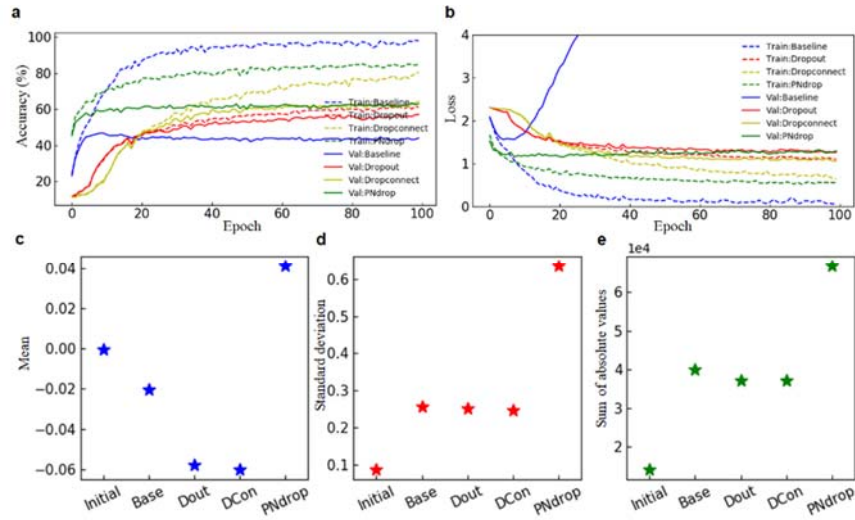 a
100
80
60
40
20
Accuracy (%)
Train:Baseline
Train:Dropout
Train:Dropconnect
Train:PNdrop
Val:Baseline
Val:Dropout
Val:Dropconnect
Val:PNdrop
0
20
40
60
80
100
Epoch
b
4
3
2
1
0
Loss
Train:Baseline
Train:Dropout
Train:Dropconnect
Train:PNdrop
Val:Baseline
Val:Dropout
Val:Dropconnect
Val:PNdrop
0
20
40
60
80
100
Epoch
c
0.04
0.02
0.00
−0.02
−0.04
−0.06
Mean
Initial
Base
Dout
DCon
PNdrop
d
0.6
0.5
0.4
0.3
0.2
0.1
Standard deviation
Initial
Base
Dout
DCon
PNdrop
e
1e4
6
5
4
3
2
Sum of absolute values
Initial
Base
Dout
DCon
PNdrop